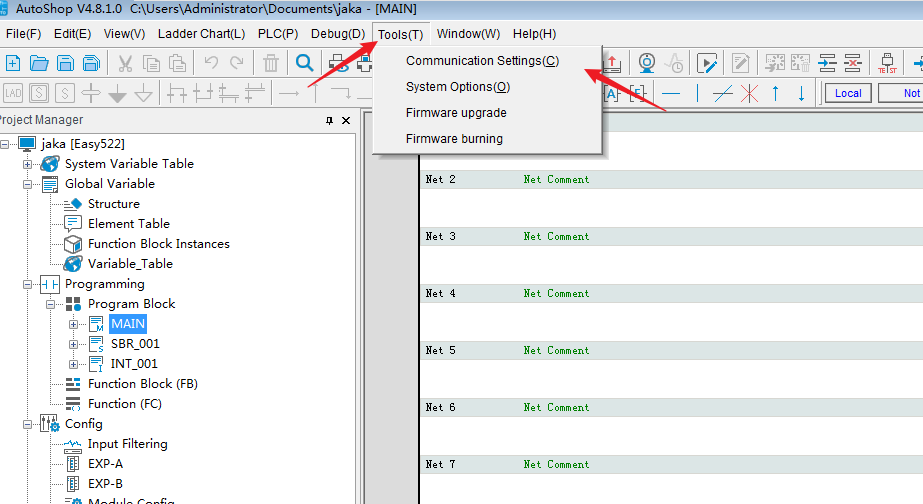 AutoShop V4.8.1.0 C:\Users\Administrator\Documents\jaka - [MAIN]
File(F) Edit(E) View(V) Ladder Chart(L) PLC(P) Debug(D) Tools(T) Window(W) Help(H)
Communication Settings(C)
System Options(O)
Firmware upgrade
Firmware burning
TEST
LAD S S
A F
Local Not
Project Manager
jaka [Easy522]
System Variable Table
Global Variable
Structure
Element Table
Function Block Instances
Variable_Table
Programming
Program Block
MAIN
SBR_001
INT_001
Function Block (FB)
Function (FC)
Config
Input Filtering
EXP-A
EXP-B
Module Config
Net 2 Net Comment
Net 3 Net Comment
Net 4 Net Comment
Net 5 Net Comment
Net 6 Net Comment
Net 7 Net Comment